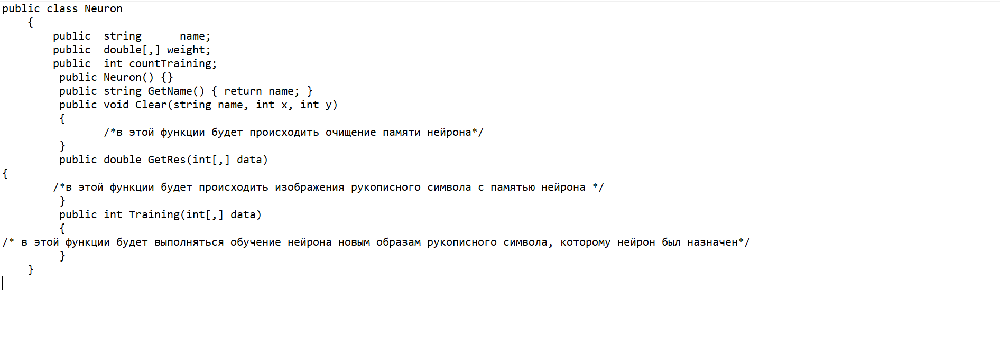 public class Neuron
    {
        public  string      name;
        public  double[,] weight;
        public  int countTraining;
         public Neuron() {}
         public string GetName() { return name; }
         public void Clear(string name, int x, int y)
         {
                /*в этой функции будет происходить очищение памяти нейрона*/
         }
         public double GetRes(int[,] data)
{
        /*в этой функции будет происходить изображения рукописного символа с памятью нейрона */
         }
         public int Training(int[,] data)
         {
/* в этой функции будет выполняться обучение нейрона новым образам рукописного символа, которому нейрон был назначен*/
         }
    }